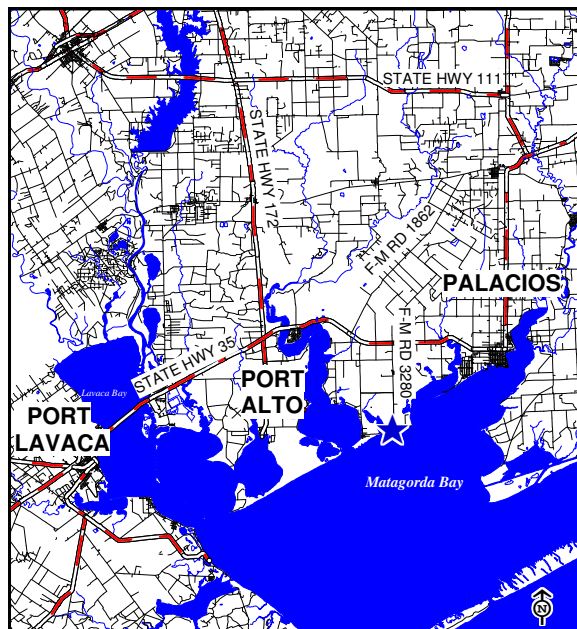 STATE HWY 111
STATE HWY 172
F-M RD 1862
PALACIOS
F-M RD 3280
STATE HWY 35
PORT
ALTO
Lavaca Bay
PORT
LAVACA
Matagorda Bay
N